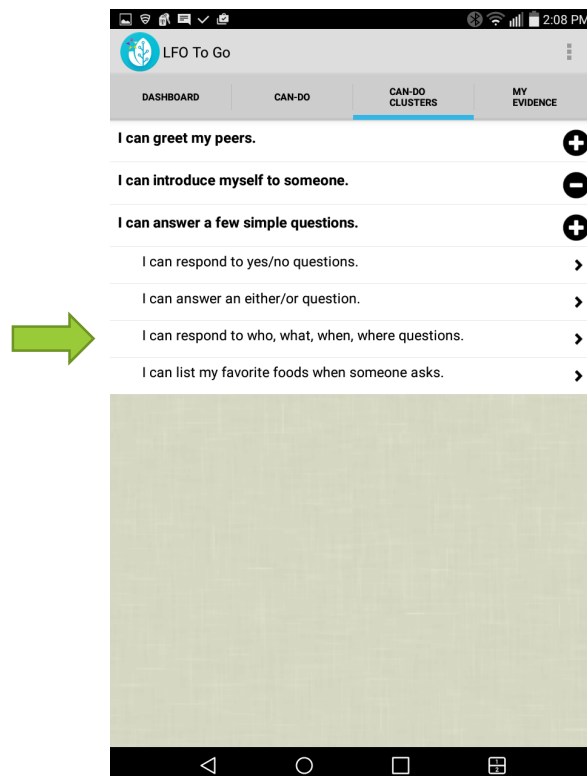 2:08 PM
LFO To Go
DASHBOARD
CAN-DO
CAN-DO
CLUSTERS
MY
EVIDENCE
I can greet my peers.
I can introduce myself to someone.
I can answer a few simple questions.
I can respond to yes/no questions.
I can answer an either/or question.
I can respond to who, what, when, where questions.
I can list my favorite foods when someone asks.
1
2